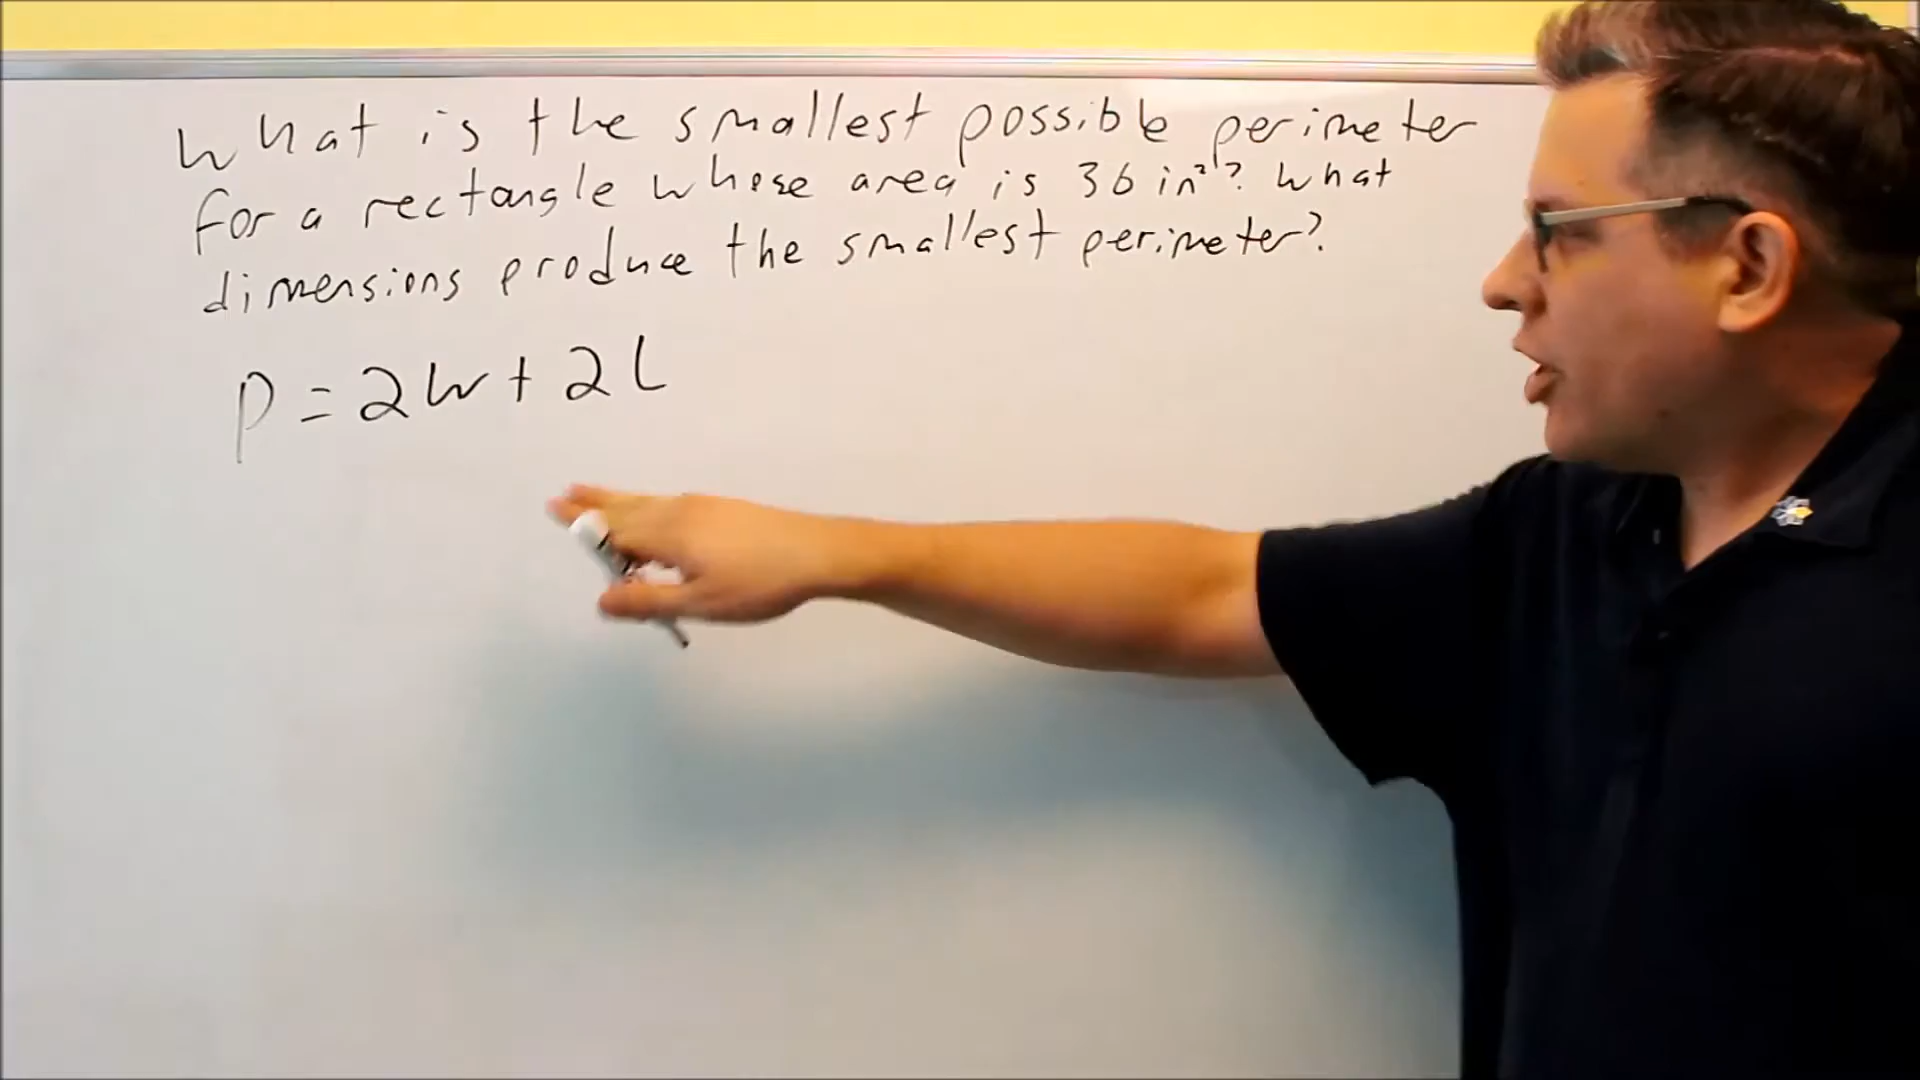 What is the smallest possible perimeter
for a rectangle whose area is 36 in²? What
dimensions produce the smallest perimeter?
P = 2W + 2L